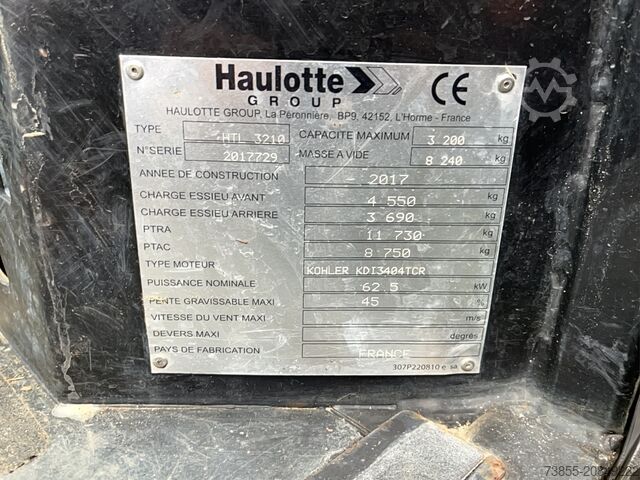 Haulotte
GROUP
CE
HAULOTTE GROUP, La Péronnière, BP9, 42152, L'Horme - France
TYPE HTL 3210 CAPACITE MAXIMUM 3 200 kg
N°SERIE 2017729 MASSE A VIDE 8 240 kg
ANNEE DE CONSTRUCTION - 2017
CHARGE ESSIEU AVANT 4 550 kg
CHARGE ESSIEU ARRIERE 3 690 kg
PTRA 11 730 kg
PTAC 8 750 kg
TYPE MOTEUR KOHLER KDI3404TCR
PUISSANCE NOMINALE 62.5 kW
PENTE GRAVISSABLE MAXI 45 %
VITESSE DU VENT MAXI m/s
DEVERS MAXI degrés
PAYS DE FABRICATION FRANCE
307P220810 e sa